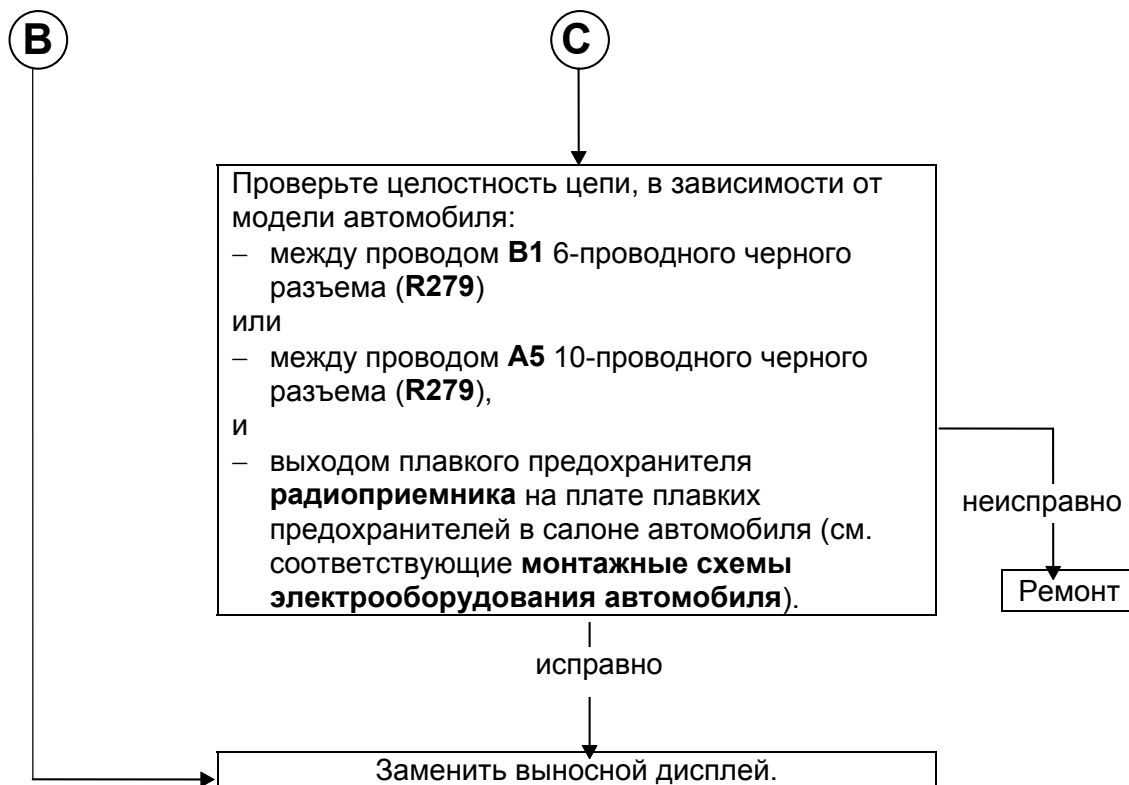 B
C
Проверьте целостность цепи, в зависимости от
модели автомобиля:
– между проводом B1 6-проводного черного
разъема (R279)
или
– между проводом A5 10-проводного черного
разъема (R279),
и
– выходом плавкого предохранителя
радиоприемника на плате плавких
предохранителей в салоне автомобиля (см.
соответствующие монтажные схемы
электрооборудования автомобиля).
неисправно
Ремонт
исправно
Заменить выносной дисплей.